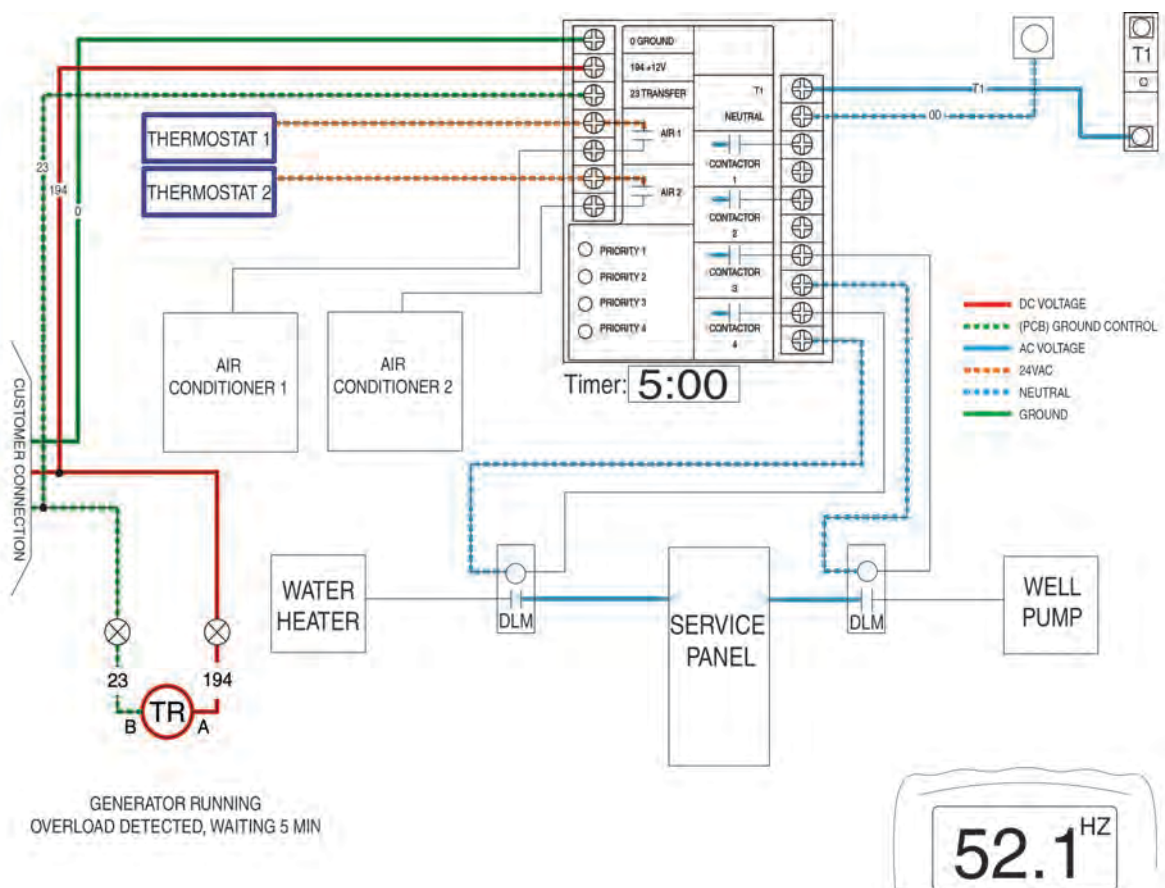 0 GROUND
194 +12V
23 TRANSFER
AIR 1
AIR 2
T1
NEUTRAL
CONTACTOR
1
CONTACTOR
2
CONTACTOR
3
CONTACTOR
4
PRIORITY 1
PRIORITY 2
PRIORITY 3
PRIORITY 4
Timer: 5:00
T1
00
T1
THERMOSTAT 1
THERMOSTAT 2
23
194
0
AIR
CONDITIONER 1
AIR
CONDITIONER 2
DC VOLTAGE
(PCB) GROUND CONTROL
AC VOLTAGE
24VAC
NEUTRAL
GROUND
CUSTOMER CONNECTION
WATER
HEATER
DLM
SERVICE
PANEL
DLM
WELL
PUMP
23
194
TR
B
A
GENERATOR RUNNING
OVERLOAD DETECTED, WAITING 5 MIN
52.1 HZ